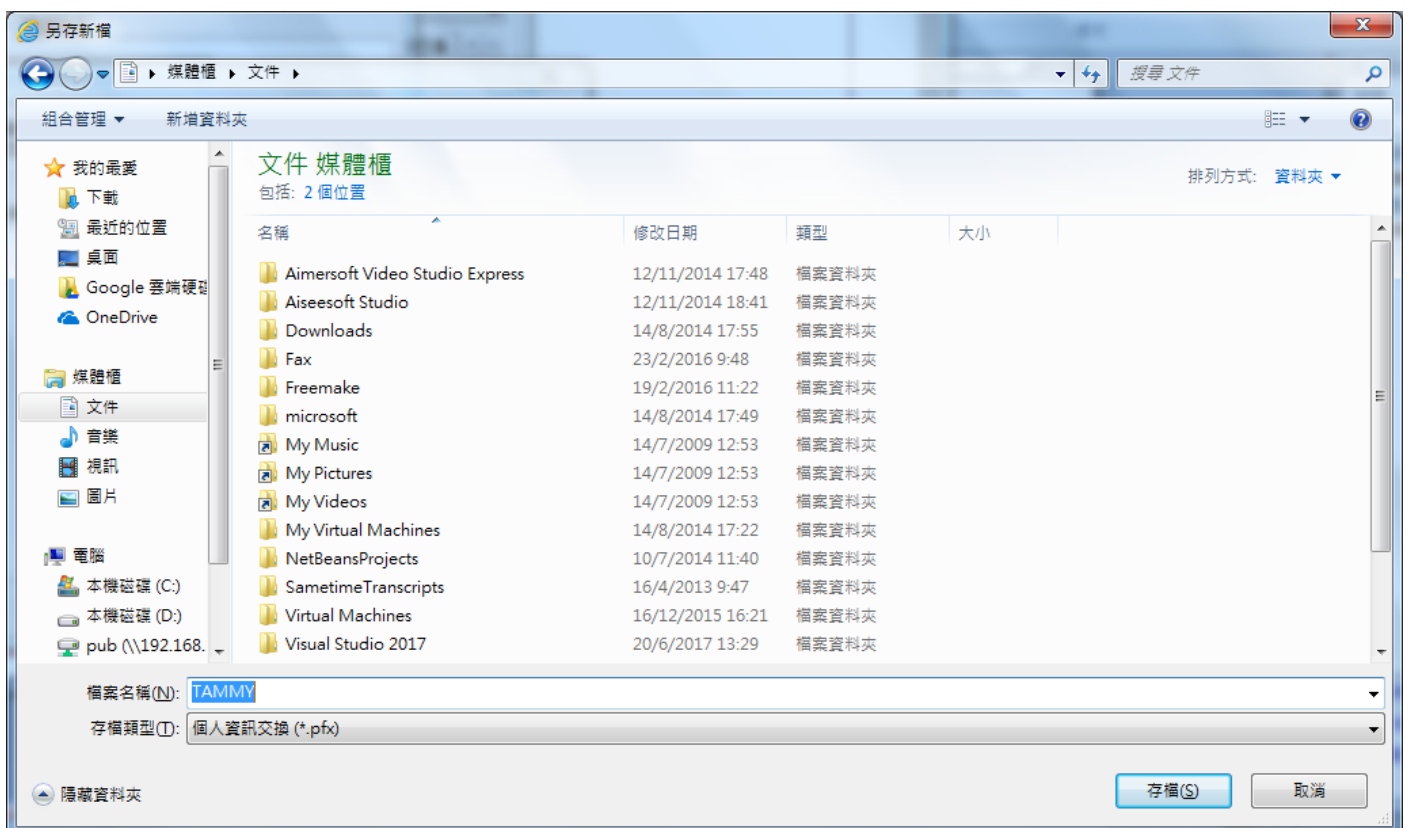 另存新檔
媒體櫃 文件
搜尋 文件
組合管理 新增資料夾
我的最愛
下載
最近的位置
桌面
Google 雲端硬碟
OneDrive
媒體櫃
文件
音樂
視訊
圖片
電腦
本機磁碟 (C:)
本機磁碟 (D:)
pub (\\192.168.
文件 媒體櫃
包括: 2 個位置
排列方式: 資料夾
名稱 修改日期 類型 大小
Aimersoft Video Studio Express 12/11/2014 17:48 檔案資料夾
Aiseesoft Studio 12/11/2014 18:41 檔案資料夾
Downloads 14/8/2014 17:55 檔案資料夾
Fax 23/2/2016 9:48 檔案資料夾
Freemake 19/2/2016 11:22 檔案資料夾
microsoft 14/8/2014 17:49 檔案資料夾
My Music 14/7/2009 12:53 檔案資料夾
My Pictures 14/7/2009 12:53 檔案資料夾
My Videos 14/7/2009 12:53 檔案資料夾
My Virtual Machines 14/8/2014 17:22 檔案資料夾
NetBeansProjects 10/7/2014 11:40 檔案資料夾
SametimeTranscripts 16/4/2013 9:47 檔案資料夾
Virtual Machines 16/12/2015 16:21 檔案資料夾
Visual Studio 2017 20/6/2017 13:29 檔案資料夾
檔案名稱(N): TAMMY
存檔類型(T): 個人資訊交換 (*.pfx)
隱藏資料夾
存檔(S) 取消